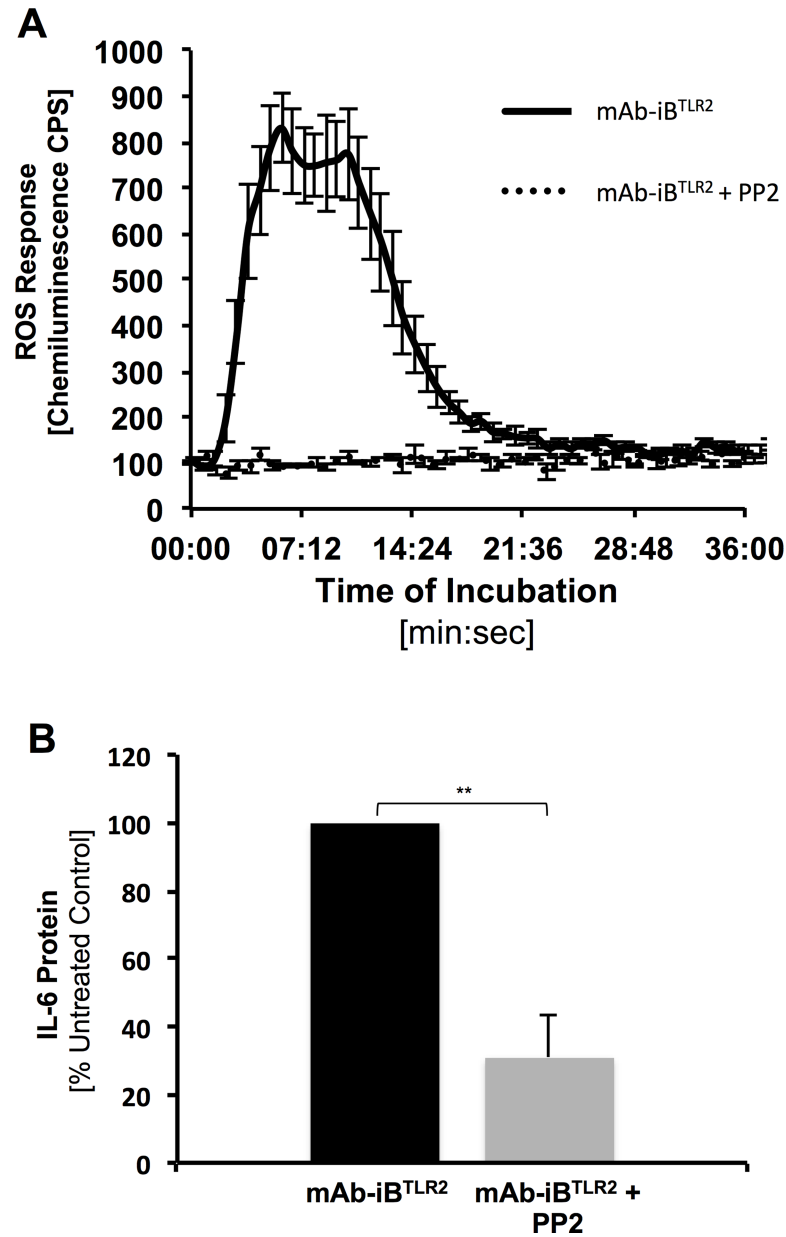 A
1000
900
800
700
600
500
400
300
200
100
0
ROS Response
[Chemiluminescence CPS]
mAb-iBTLR2
mAb-iBTLR2 + PP2
00:00 07:12 14:24 21:36 28:48 36:00
Time of Incubation
[min:sec]
B
120
100
80
60
40
20
0
IL-6 Protein
[% Untreated Control]
**
mAb-iBTLR2
mAb-iBTLR2 +
PP2